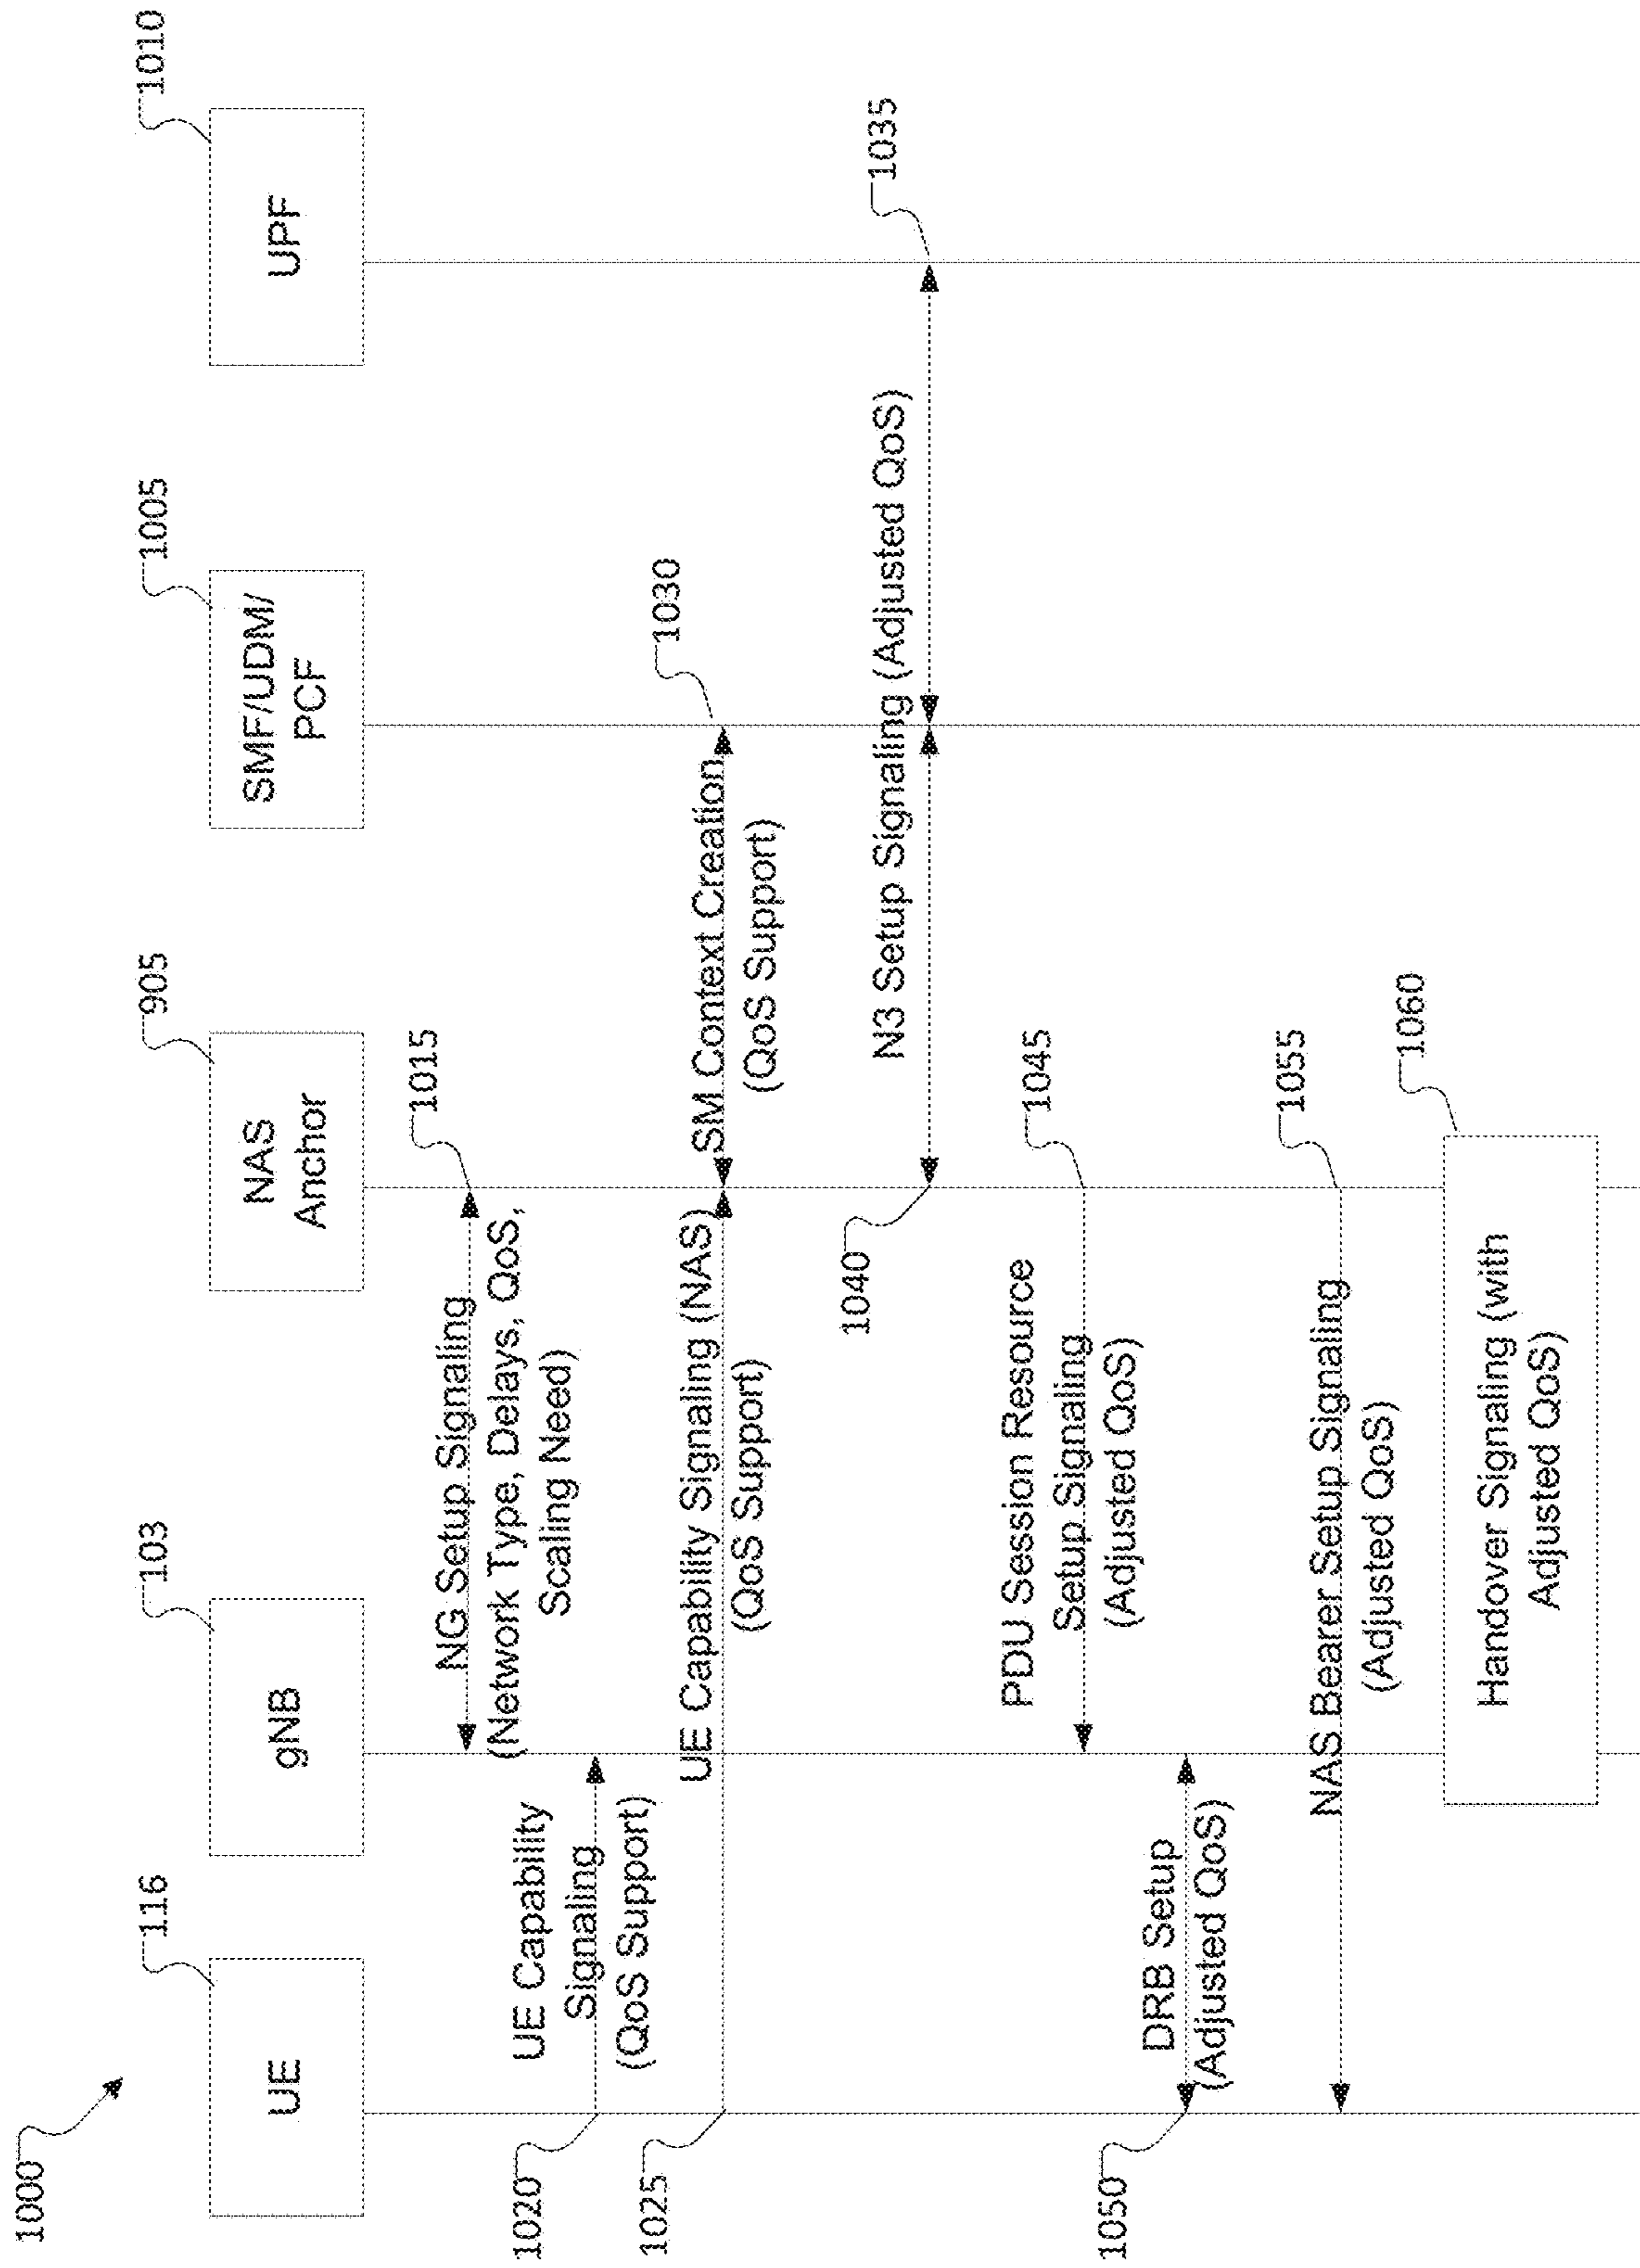 1000
116
103
905
1005
1010
UE
gNB
NAS
Anchor
SMF/UDM/
PCF
UPF
1015
NG Setup Signaling
(Network Type, Delays, QoS,
Scaling Need)
1020
UE Capability
Signaling
(QoS Support)
1025
UE Capability Signaling (NAS)
(QoS Support)
1030
SM Context Creation
(QoS Support)
1035
N3 Setup Signaling (Adjusted QoS)
1040
1045
PDU Session Resource
Setup Signaling
(Adjusted QoS)
1050
DRB Setup
(Adjusted QoS)
1055
NAS Bearer Setup Signaling
(Adjusted QoS)
1060
Handover Signaling (with
Adjusted QoS)